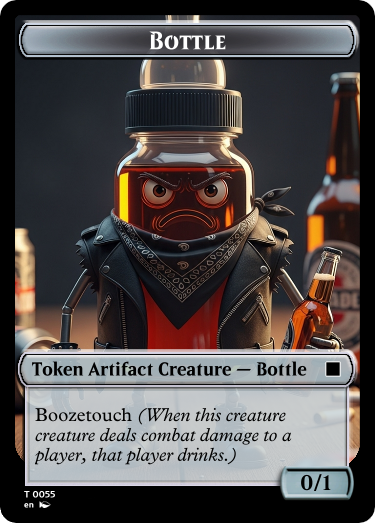 Bottle
Token Artifact Creature — Bottle
Boozetouch (When this creature
creature deals combat damage to a
player, that player drinks.)
0/1
T 0055
en